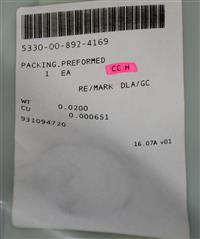 5330-00-892-4169
PACKING,PREFORMED
1 EA
CC H
RE/MARK DLA/GC
WT 0.0200
CU 0.000651
931094720
16.07A v01